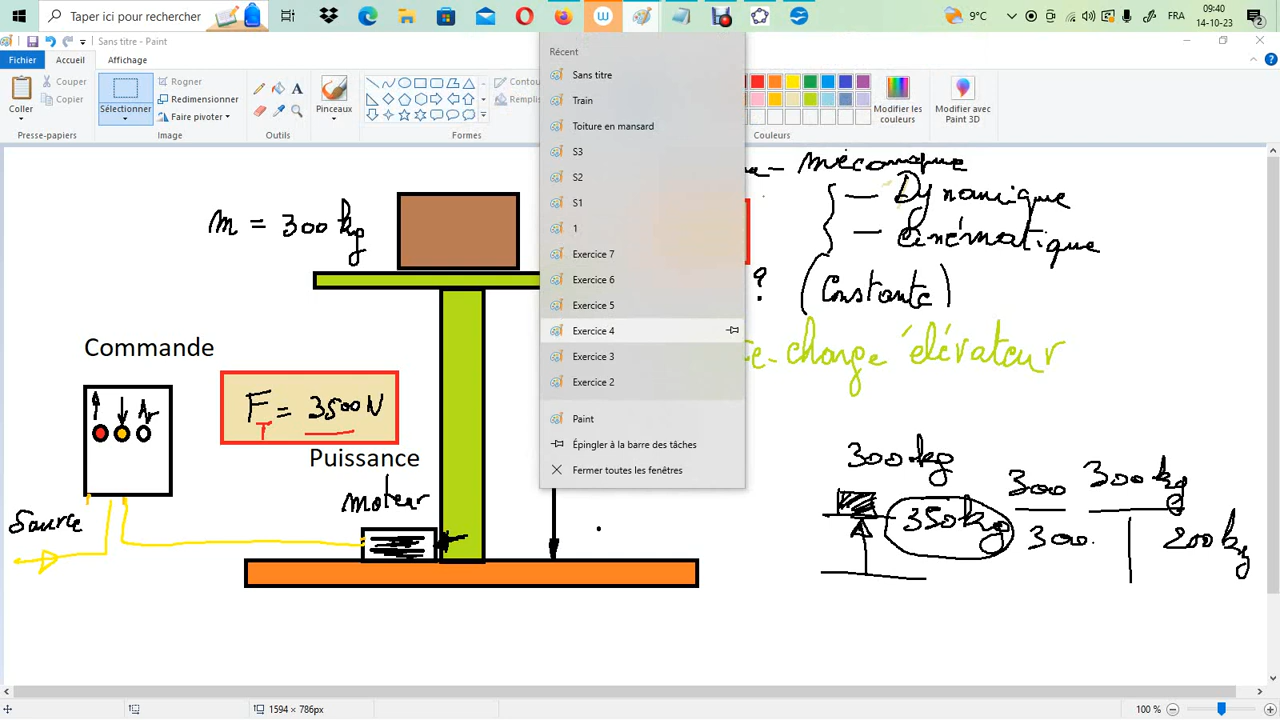 Taper ici pour rechercher
9°C
FRA
09:40
14-10-23
2
Sans titre - Paint
Fichier
Accueil
Affichage
Coller
Couper
Copier
Presse-papiers
Sélectionner
Rogner
Redimensionner
Faire pivoter
Image
Outils
Pinceaux
Formes
Contou
Remplis
Couleurs
Modifier les
couleurs
Modifier avec
Paint 3D
Récent
Sans titre
Train
Toiture en mansard
S3
S2
S1
1
Exercice 7
Exercice 6
Exercice 5
Exercice 4
Exercice 3
Exercice 2
Paint
Épingler à la barre des tâches
Fermer toutes les fenêtres
mécanique
— Dynamique
— Cinématique
? (Constante)
e-charge élévateur
m = 300 kg
Commande
F = 3500 N
T
Puissance
moteur
Source
300 kg
350 kg
300
300.
300 kg
200 kg
1594 × 786px
100 %